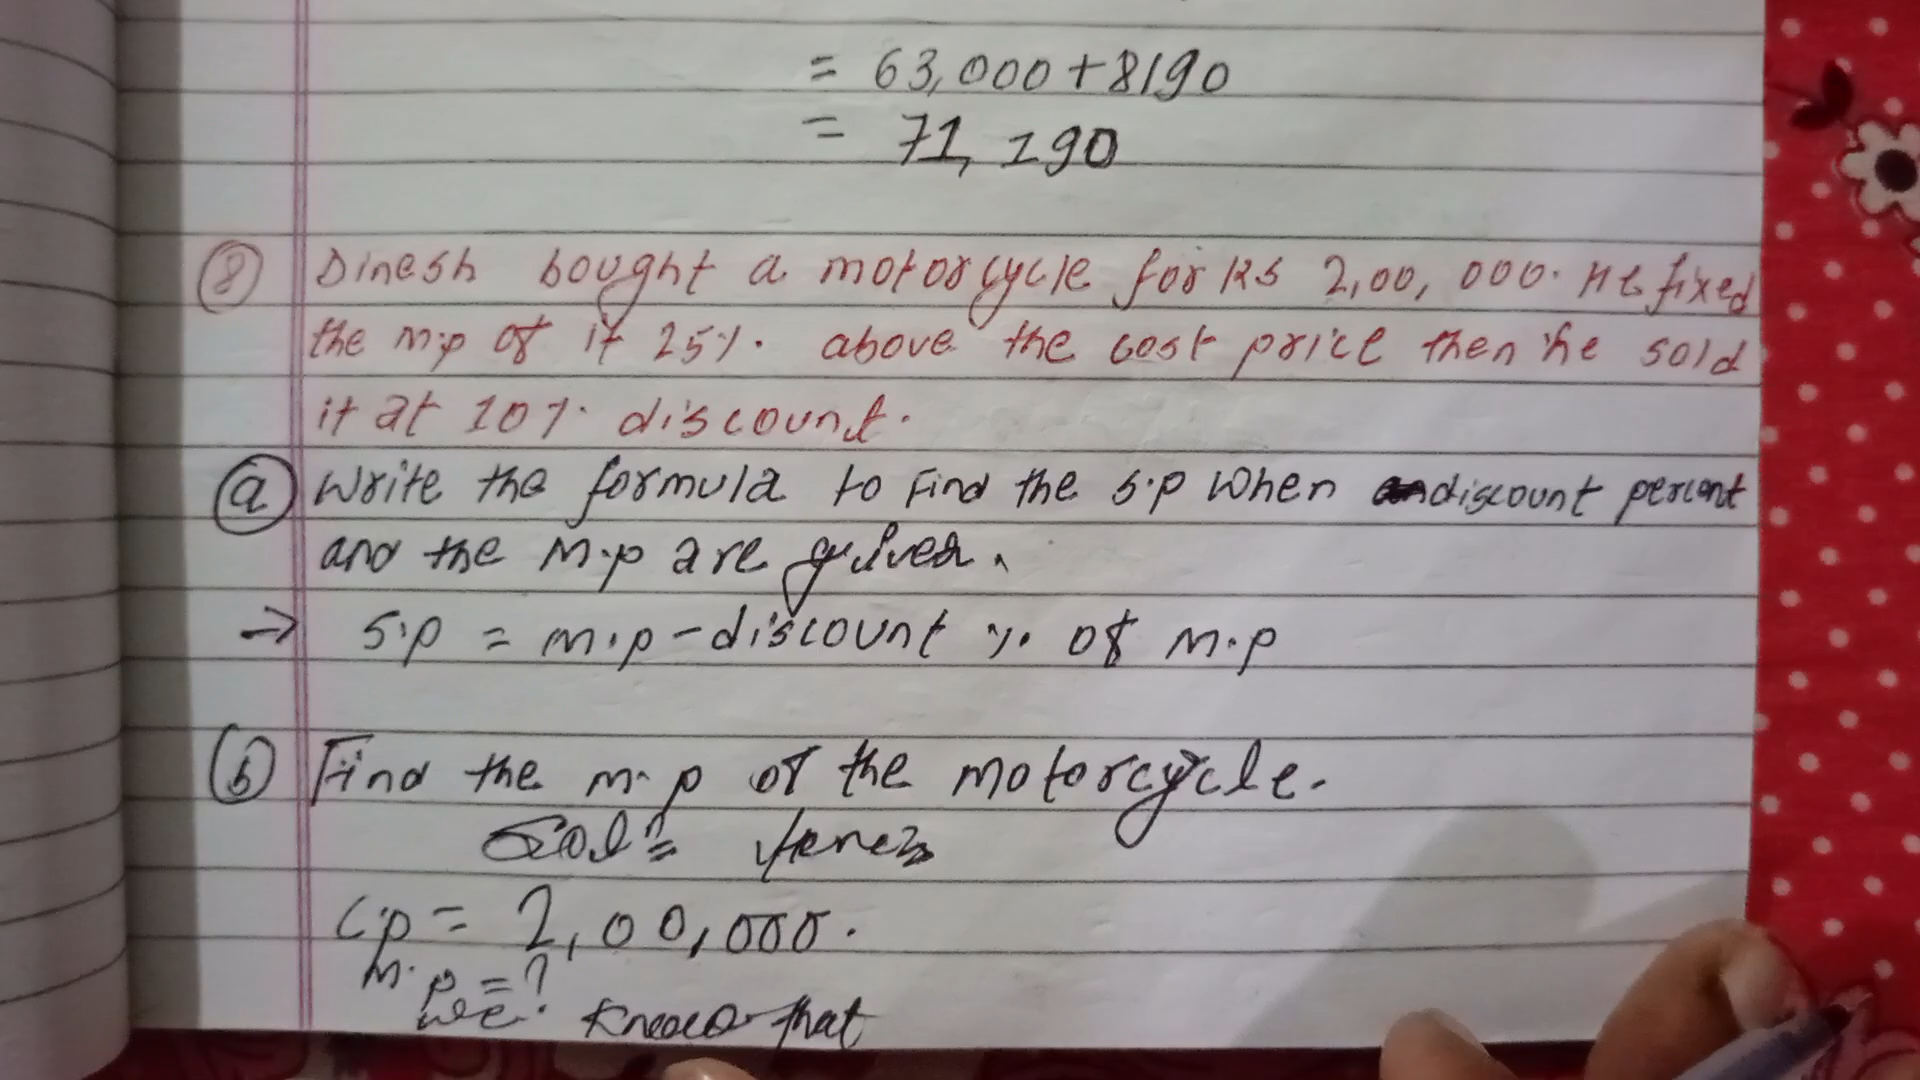 = 63,000 + 8190
= 71,190
⑧ Dinesh bought a motorcycle for Rs 2,00,000. He fixed
the m.p of it 25%. above the cost price then he sold
it at 10%. discount.
ⓐ Write the formula to Find the s.p when discount percent
and the M.p are given.
→ S.p = m.p - discount %. of M.p
ⓑ Find the m.p of the motorcycle.
Solⁿ= Here,
C.p = 2,00,000.
M.p = ?
we know that